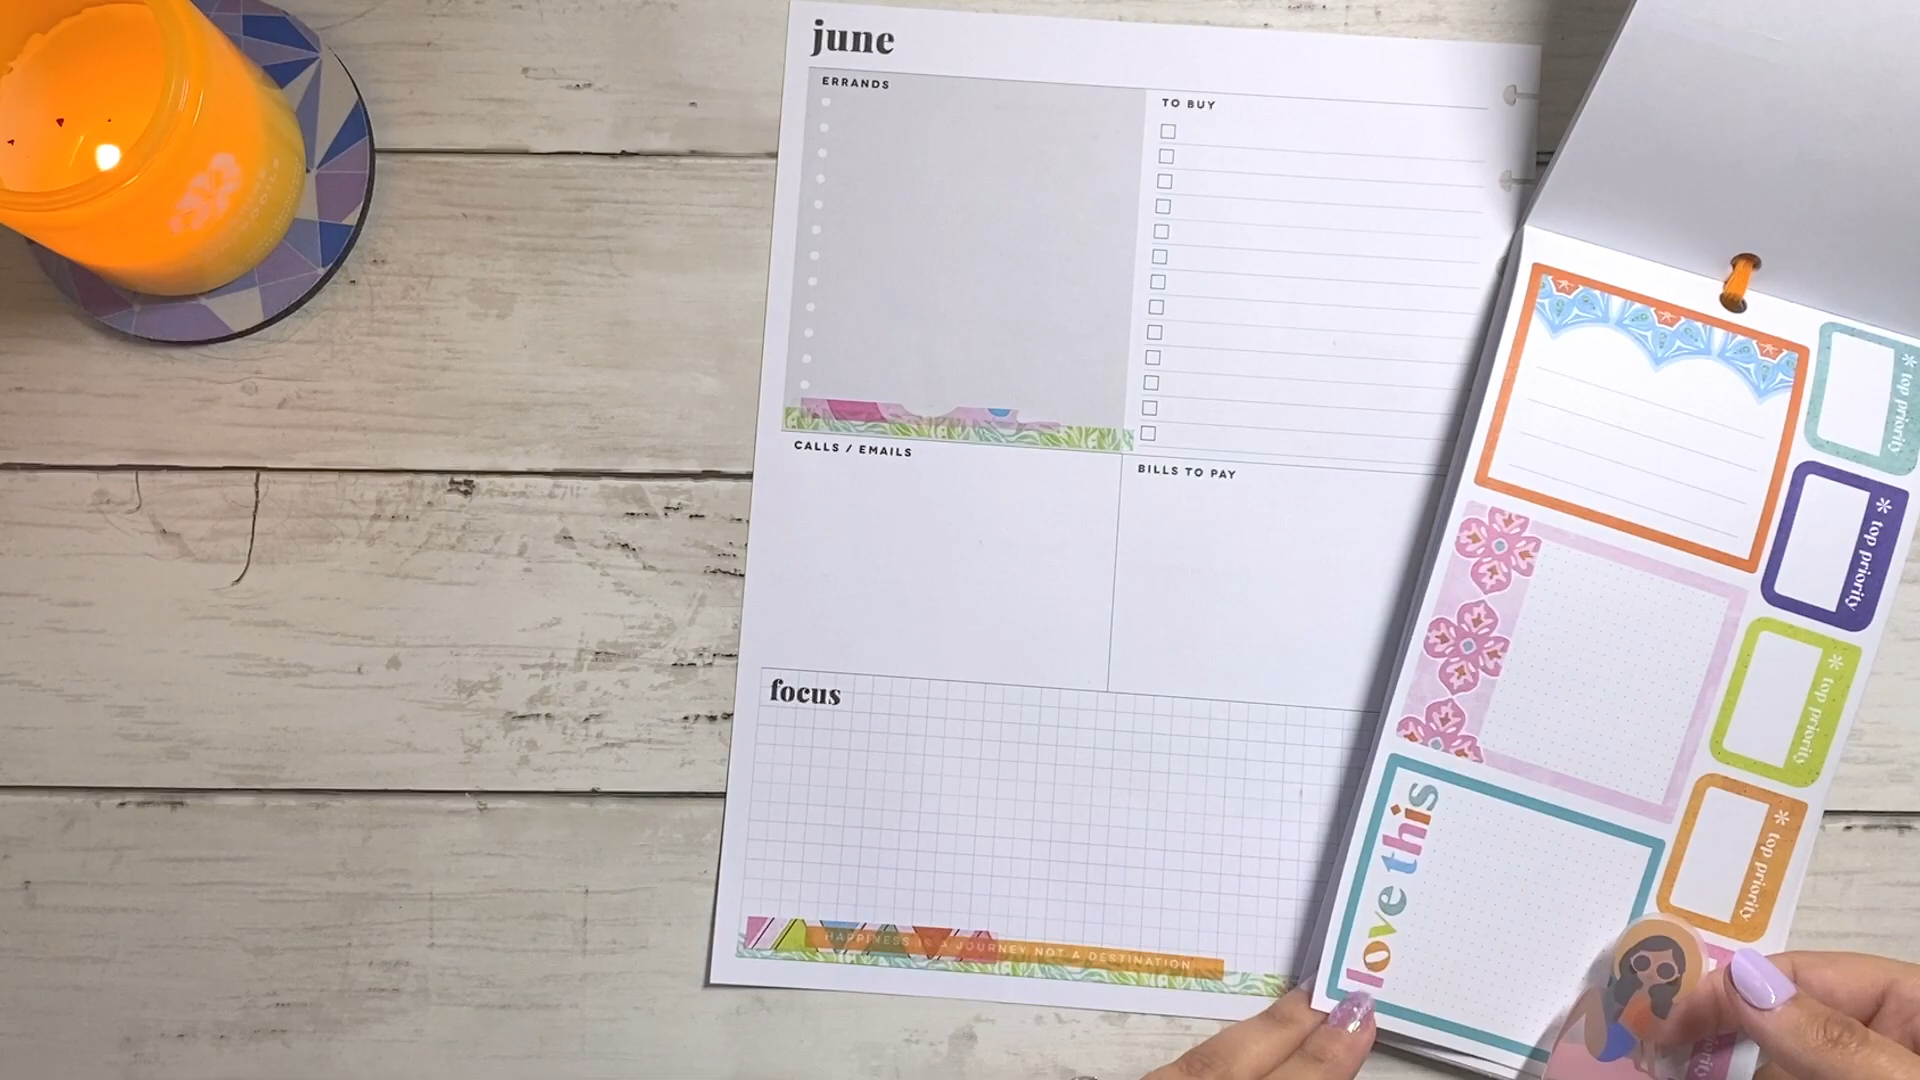 june
ERRANDS
TO BUY
CALLS / EMAILS
BILLS TO PAY
focus
HAPPINESS IS A JOURNEY NOT A DESTINATION
* top priority
* top priority
* top priority
* top priority
love this